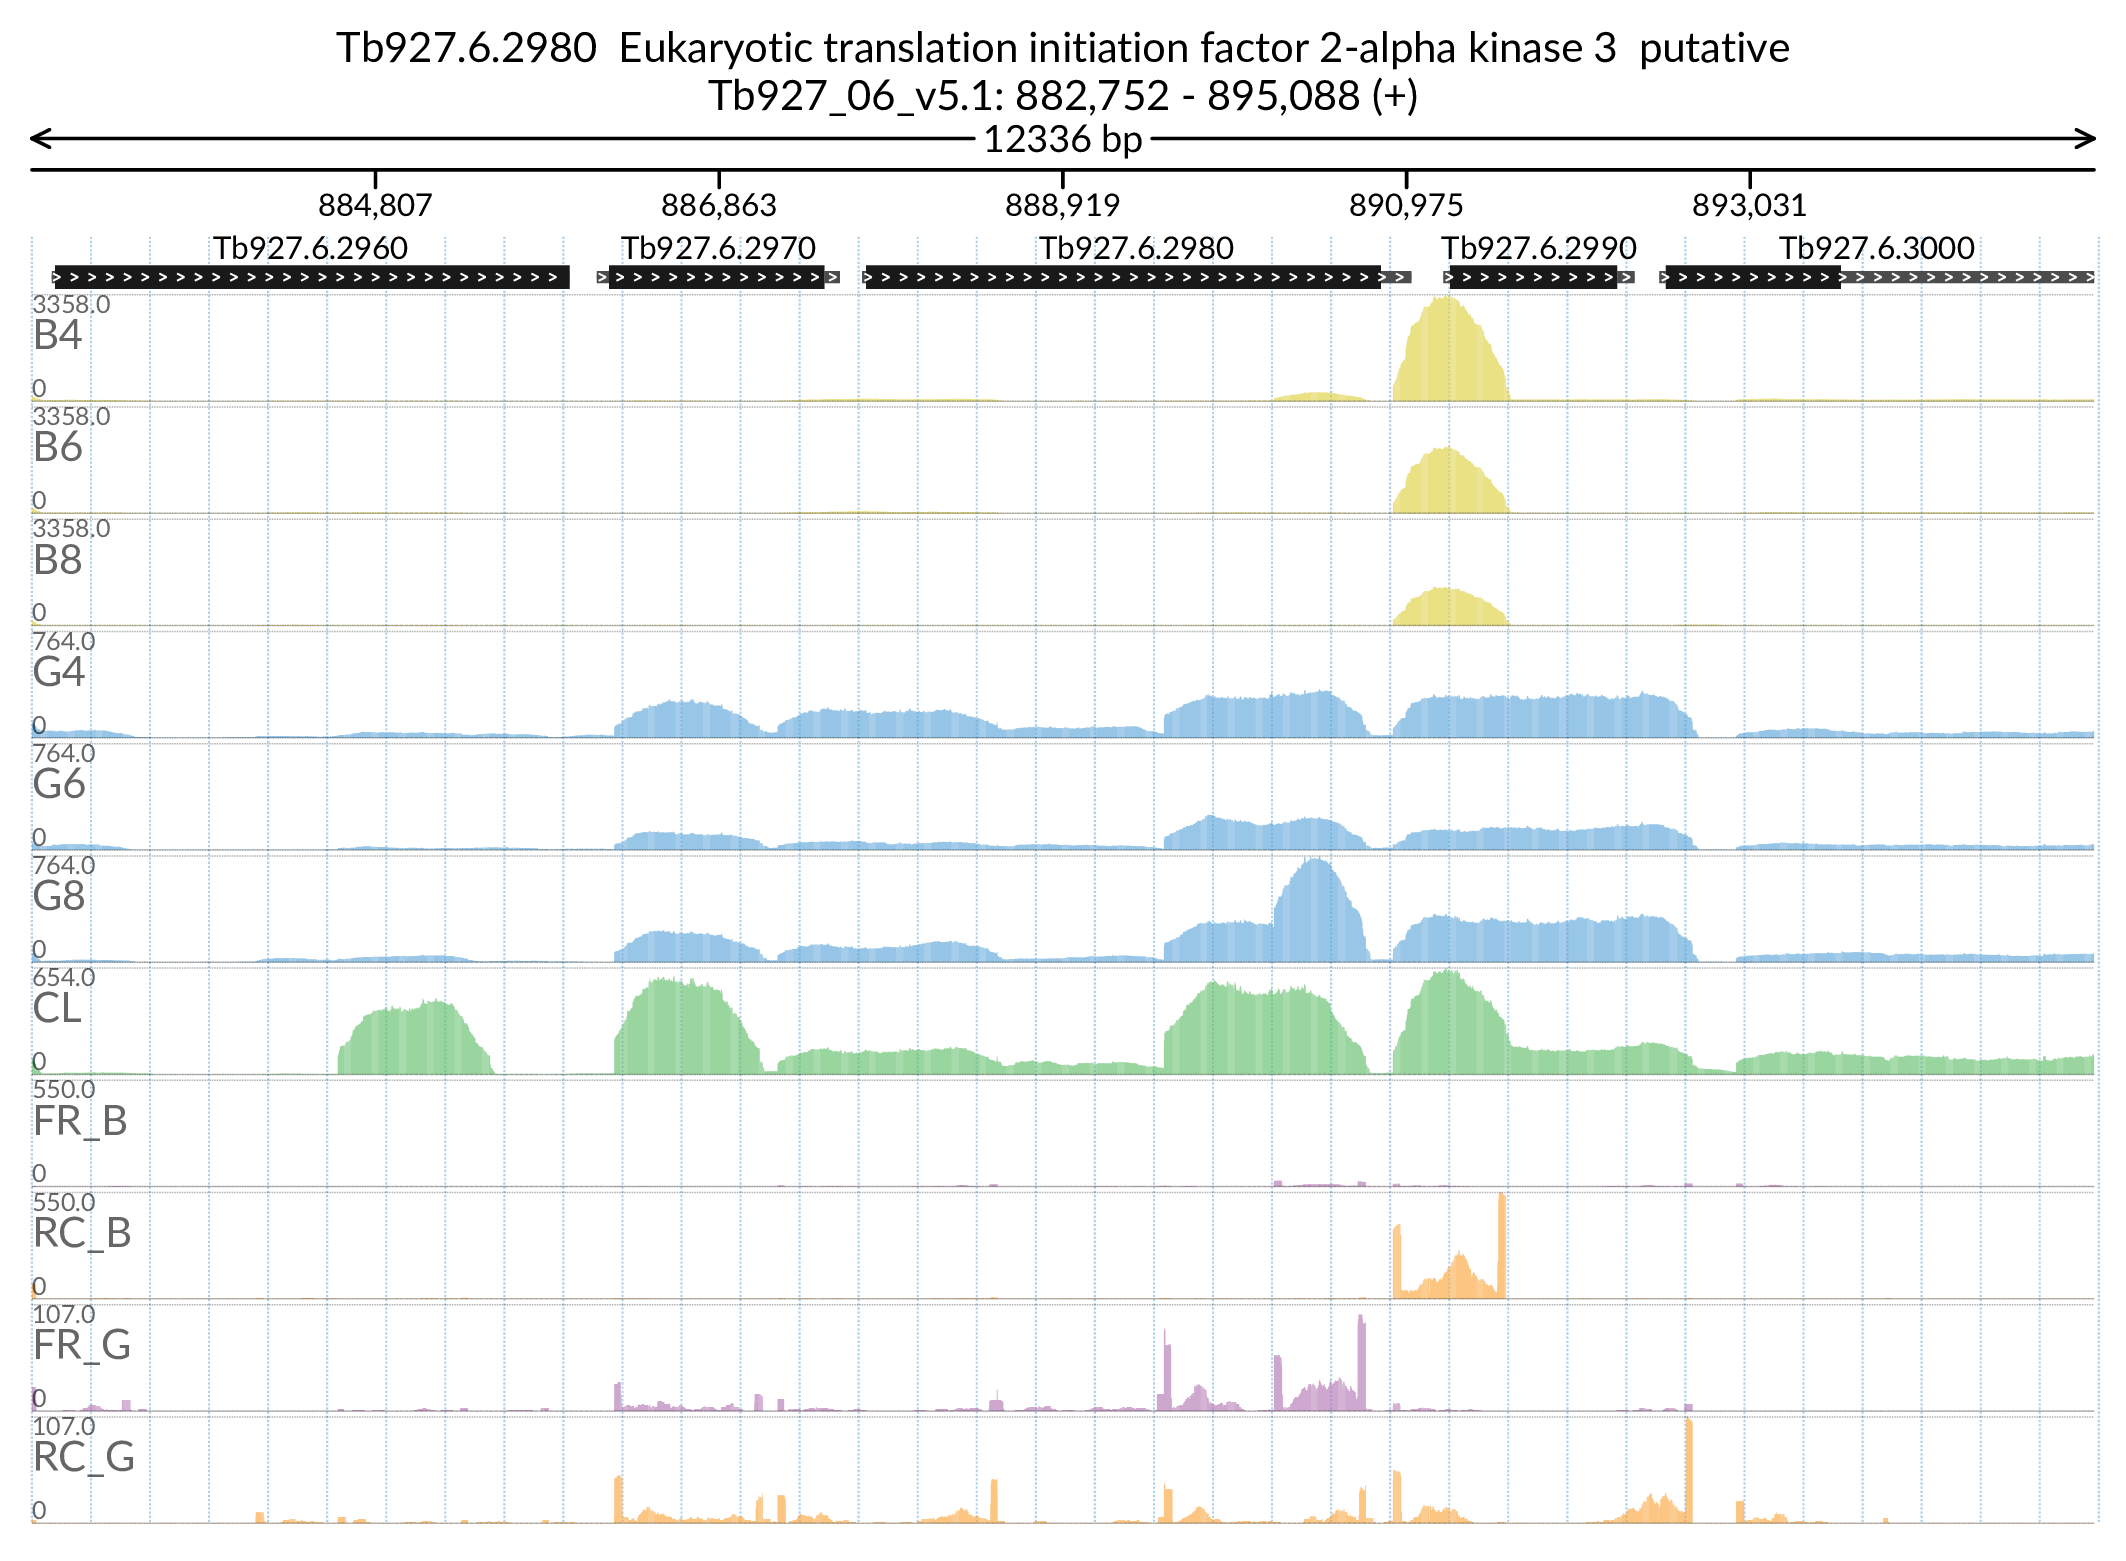 Tb927.6.2980  Eukaryotic translation initiation factor 2-alpha kinase 3  putative
Tb927_06_v5.1: 882,752 - 895,088 (+)
12336 bp
884,807 886,863 888,919 890,975 893,031
Tb927.6.2960 Tb927.6.2970 Tb927.6.2980 Tb927.6.2990 Tb927.6.3000
3358.0
B4
0
3358.0
B6
0
3358.0
B8
0
764.0
G4
0
764.0
G6
0
764.0
G8
0
654.0
CL
0
550.0
FR_B
0
550.0
RC_B
0
107.0
FR_G
0
107.0
RC_G
0